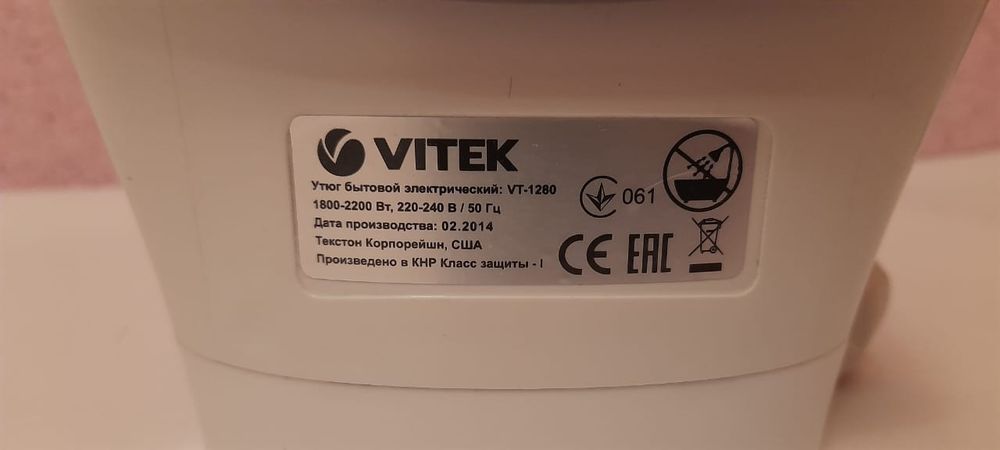 VITEK
Утюг бытовой электрический: VT-1280
1800-2200 Вт, 220-240 В / 50 Гц
Дата производства: 02.2014
Текстон Корпорейшн, США
Произведено в КНР Класс защиты - I
061
CE EAC